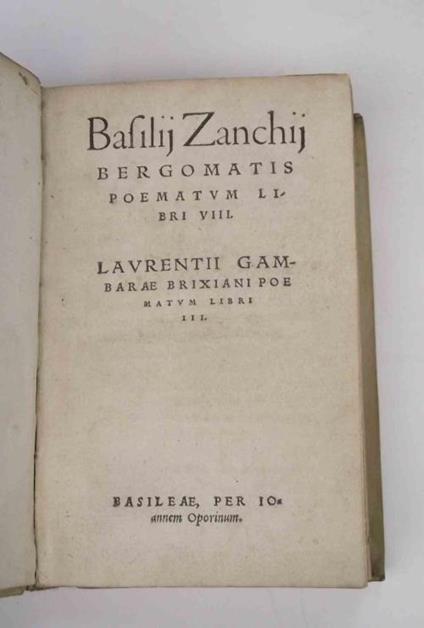 Basilij Zanchij
BERGOMATIS
POEMATVM LI-
BRI VIII.
LAVRENTII GAM-
BARAE BRIXIANI POE
MATVM LIBRI
III.
BASILEAE, PER IO-
annem Oporinum.